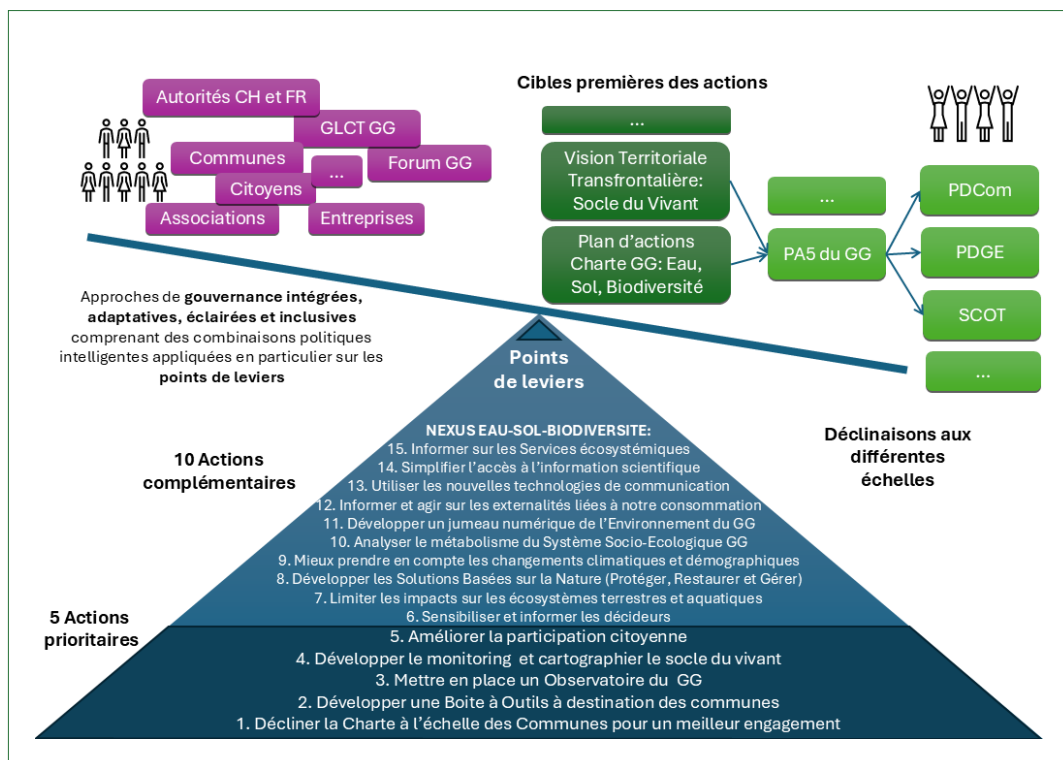 Autorités CH et FR
GLCT GG
Communes
...
Forum GG
Citoyens
Associations
Entreprises
Cibles premières des actions
...
Vision Territoriale
Transfrontalière:
Socle du Vivant
Plan d’actions
Charte GG: Eau,
Sol, Biodiversité
...
PA5 du GG
PDCom
PDGE
SCOT
...
Approches de gouvernance intégrées,
adaptatives, éclairées et inclusives
comprenant des combinaisons politiques
intelligentes appliquées en particulier sur les
points de leviers
Points
de leviers
Déclinaisons aux
différentes
échelles
10 Actions
complémentaires
NEXUS EAU-SOL-BIODIVERSITE:
15. Informer sur les Services écosystémiques
14. Simplifier l’accès à l’information scientifique
13. Utiliser les nouvelles technologies de communication
12. Informer et agir sur les externalités liées à notre consommation
11. Développer un jumeau numérique de l’Environnement du GG
10. Analyser le métabolisme du Système Socio-Ecologique GG
9. Mieux prendre en compte les changements climatiques et démographiques
8. Développer les Solutions Basées sur la Nature (Protéger, Restaurer et Gérer)
7. Limiter les impacts sur les écosystèmes terrestres et aquatiques
6. Sensibiliser et informer les décideurs
5 Actions
prioritaires
5. Améliorer la participation citoyenne
4. Développer le monitoring et cartographier le socle du vivant
3. Mettre en place un Observatoire du GG
2. Développer une Boite à Outils à destination des communes
1. Décliner la Charte à l’échelle des Communes pour un meilleur engagement